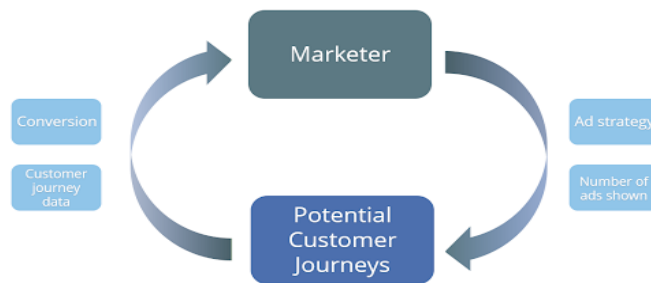 Marketer
Conversion
Customer
journey
data
Ad strategy
Number of
ads shown
Potential
Customer
Journeys